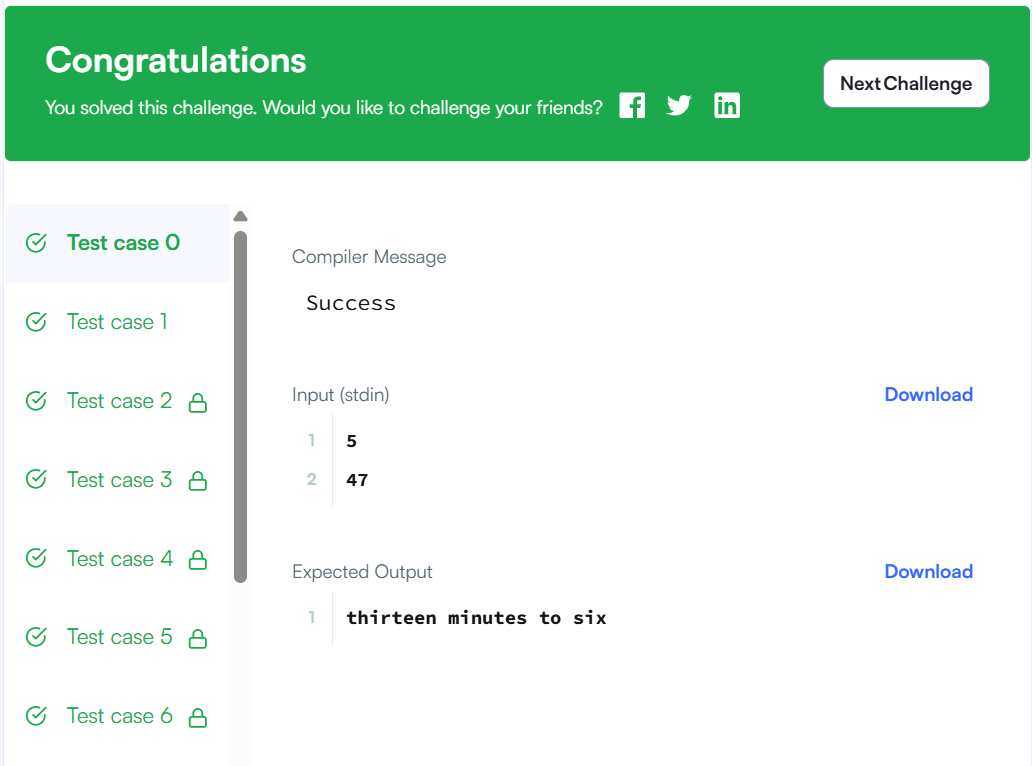 Congratulations
You solved this challenge. Would you like to challenge your friends?
Next Challenge
Test case 0
Test case 1
Test case 2
Test case 3
Test case 4
Test case 5
Test case 6
Compiler Message
Success
Input (stdin)
Download
1 5
2 47
Expected Output
Download
1 thirteen minutes to six